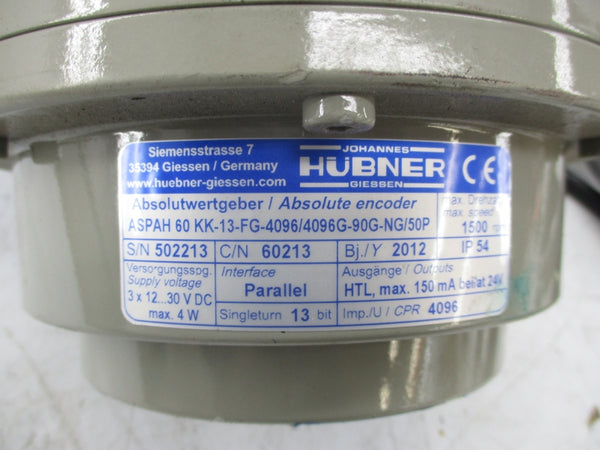 Siemensstrasse 7
35394 Giessen / Germany
www.huebner-giessen.com
JOHANNES
HÜBNER
GIESSEN
CE
Absolutwertgeber / Absolute encoder
ASPAH 60 KK-13-FG-4096/4096G-90G-NG/50P
max. Drehzahl
max. speed
1500 rpm
S/N 502213
C/N 60213
Bj./Y 2012
IP 54
Versorgungsspg.
Supply voltage
3 x 12...30 V DC
max. 4 W
Interface
Parallel
Singleturn 13 bit
Ausgänge / Outputs
HTL, max. 150 mA bei/at 24V
Imp./U / CPR 4096